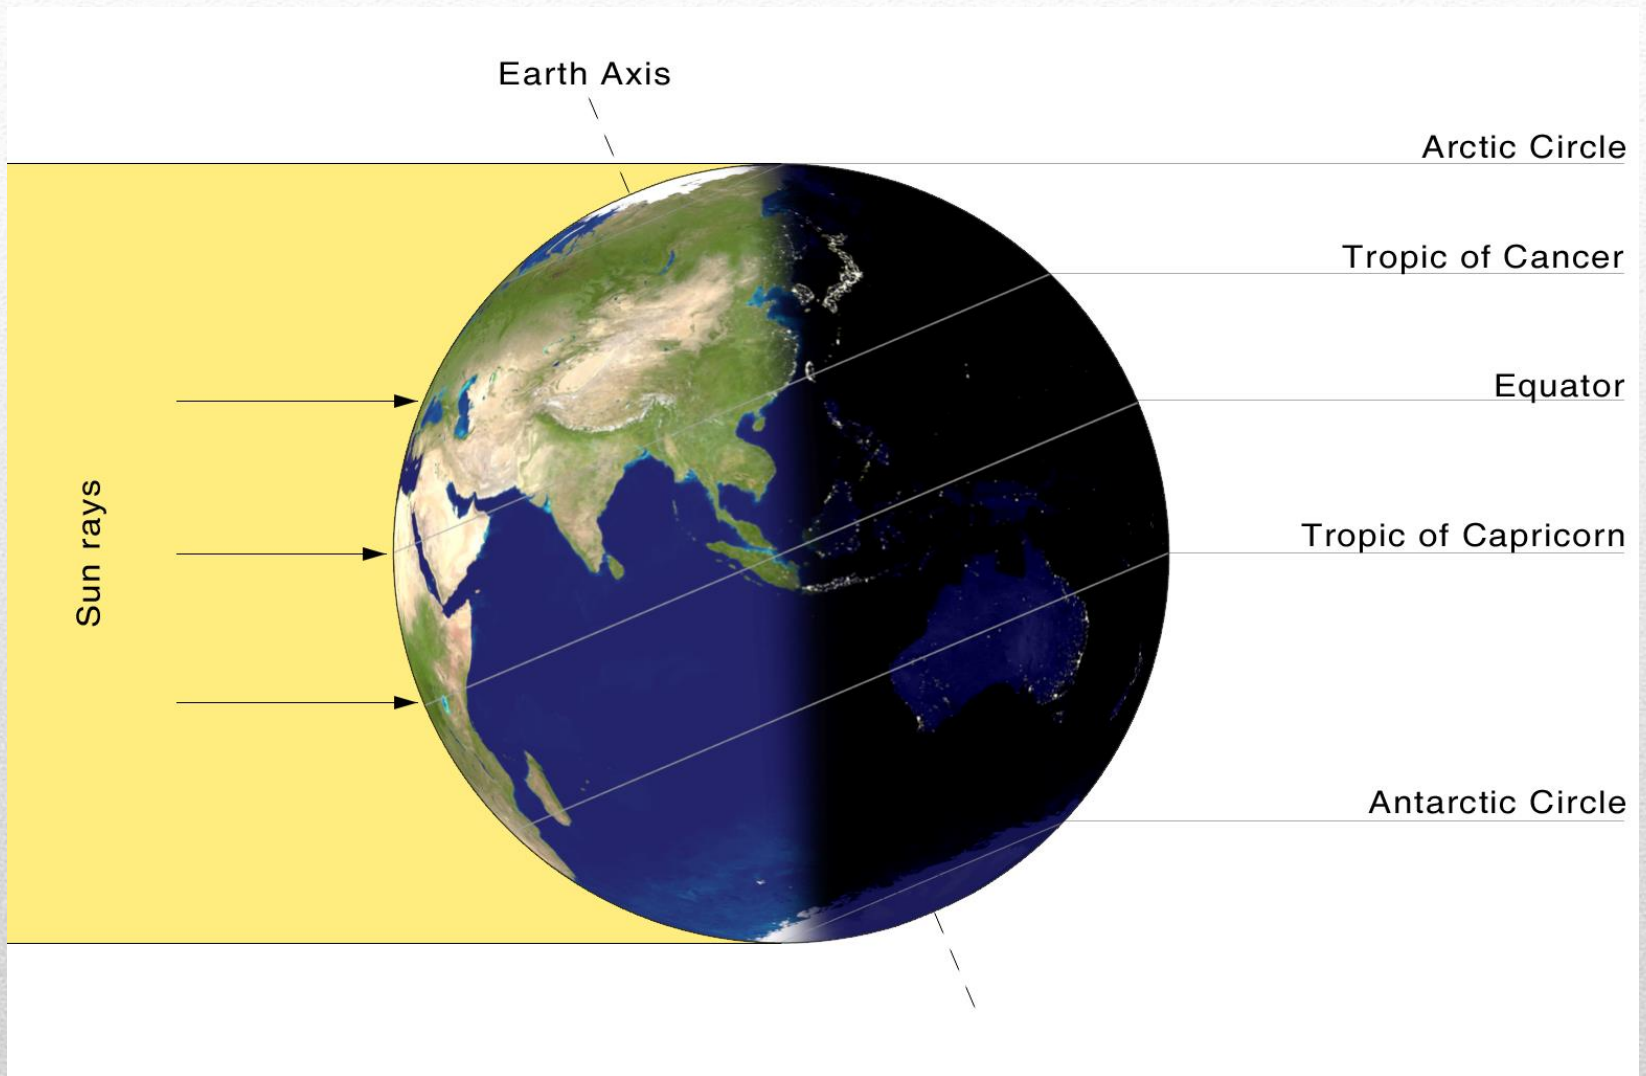 Earth Axis
Arctic Circle
Tropic of Cancer
Equator
Sun rays
Tropic of Capricorn
Antarctic Circle